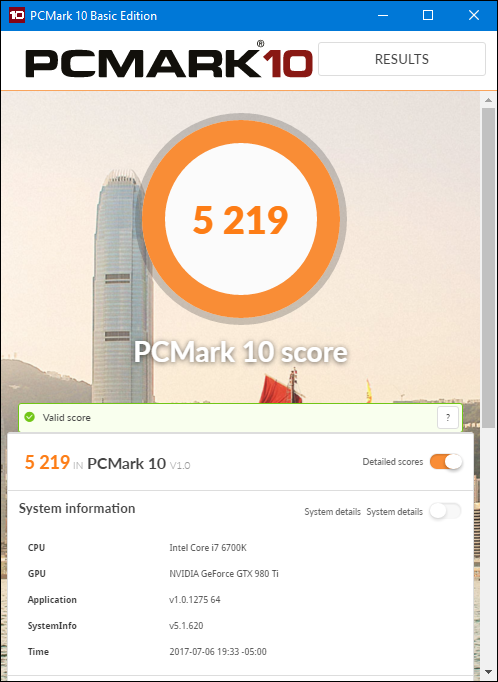 10 PCMark 10 Basic Edition
PCMARK10®
RESULTS
5 219
PCMark 10 score
Valid score
?
5 219 IN PCMark 10 V1.0
Detailed scores
System information
System details System details
CPU Intel Core i7 6700K
GPU NVIDIA GeForce GTX 980 Ti
Application v1.0.1275 64
SystemInfo v5.1.620
Time 2017-07-06 19:33 -05:00